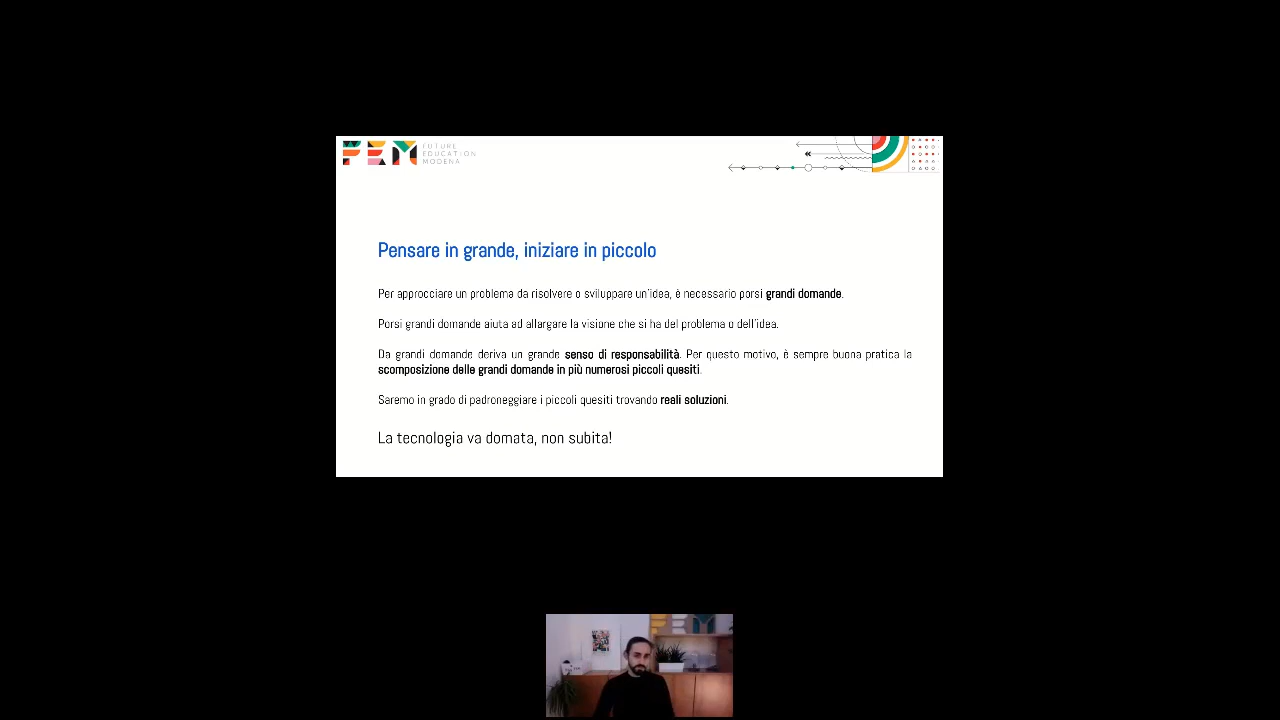 FEM
FUTURE
EDUCATION
MODENA
Pensare in grande, iniziare in piccolo
Per approcciare un problema da risolvere o sviluppare un'idea, è necessario porsi grandi domande.
Porsi grandi domande aiuta ad allargare la visione che si ha del problema o dell'idea.
Da grandi domande deriva un grande senso di responsabilità. Per questo motivo, è sempre buona pratica la
scomposizione delle grandi domande in più numerosi piccoli quesiti.
Saremo in grado di padroneggiare i piccoli quesiti trovando reali soluzioni.
La tecnologia va domata, non subita!